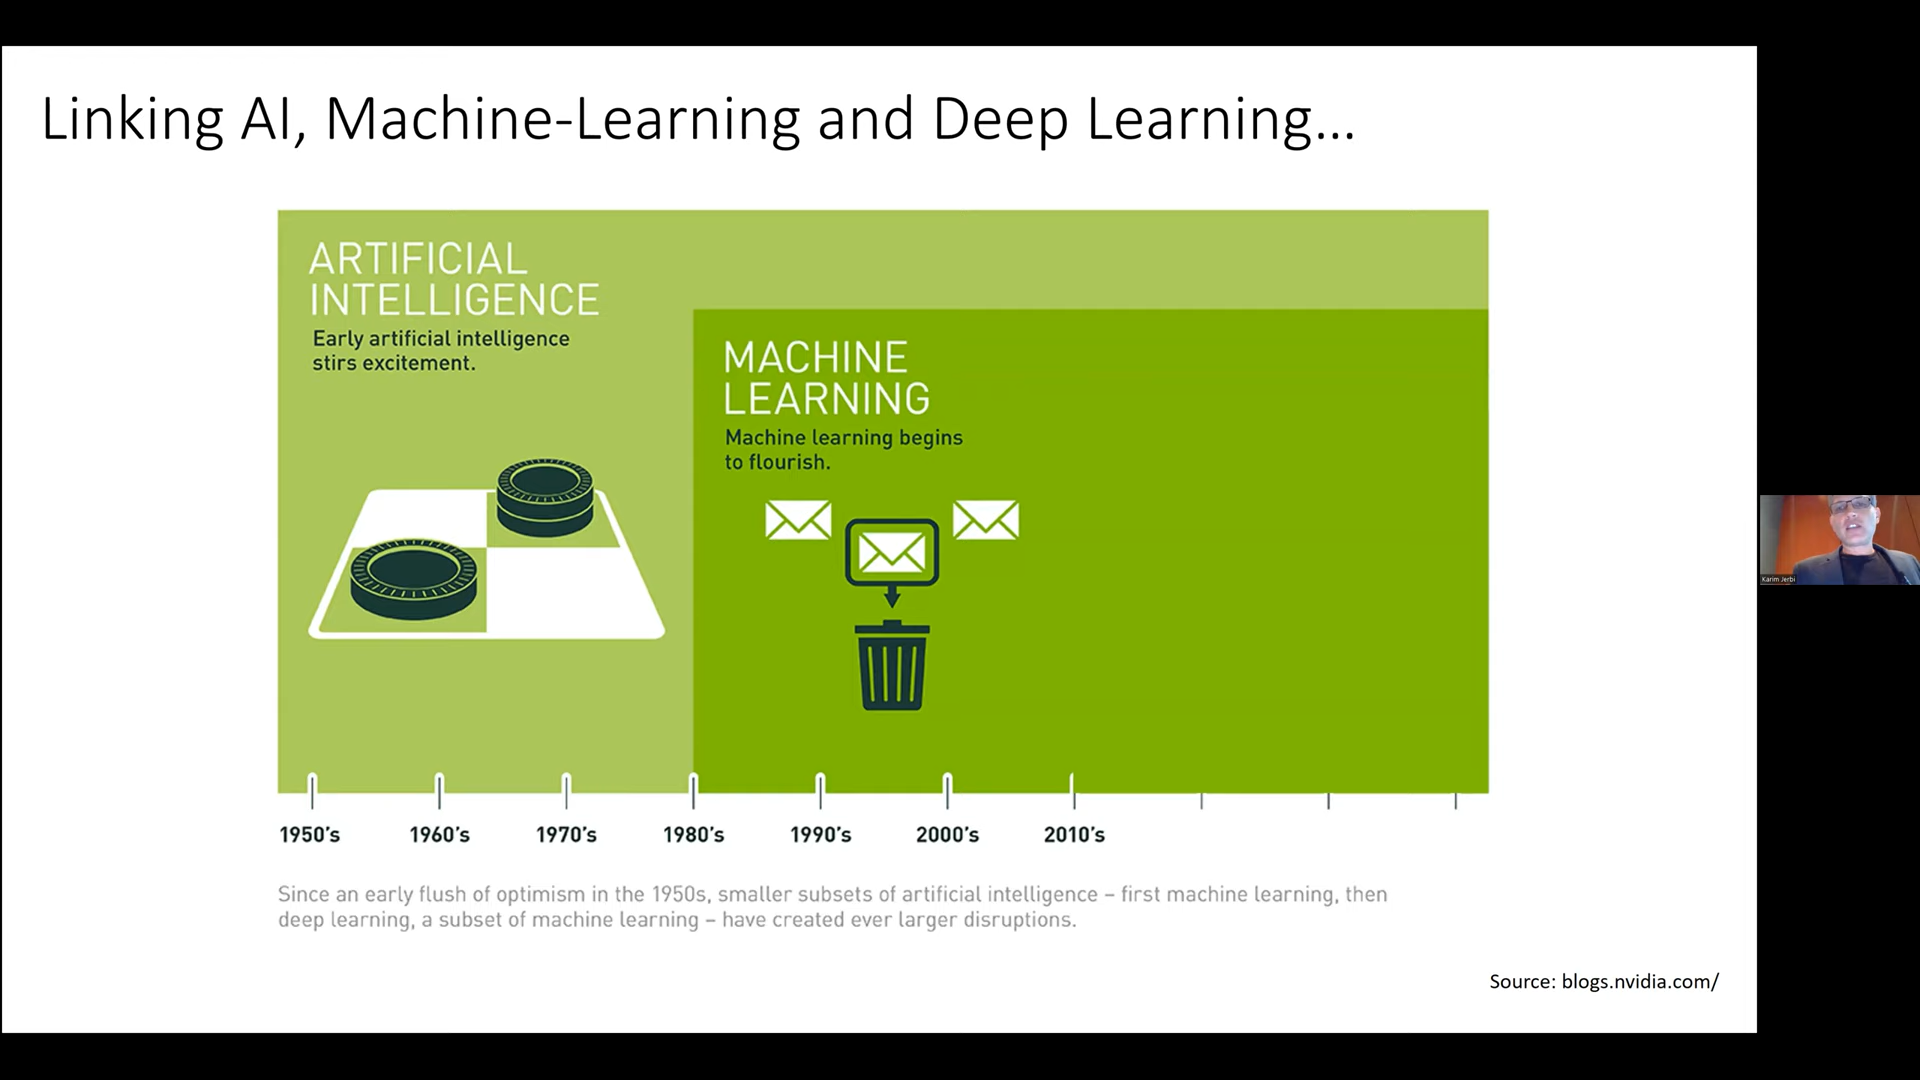 Linking AI, Machine-Learning and Deep Learning...
ARTIFICIAL
INTELLIGENCE
Early artificial intelligence
stirs excitement.
MACHINE
LEARNING
Machine learning begins
to flourish.
1950's 1960's 1970's 1980's 1990's 2000's 2010's
Since an early flush of optimism in the 1950s, smaller subsets of artificial intelligence – first machine learning, then
deep learning, a subset of machine learning – have created ever larger disruptions.
Source: blogs.nvidia.com/
Karim Jerbi